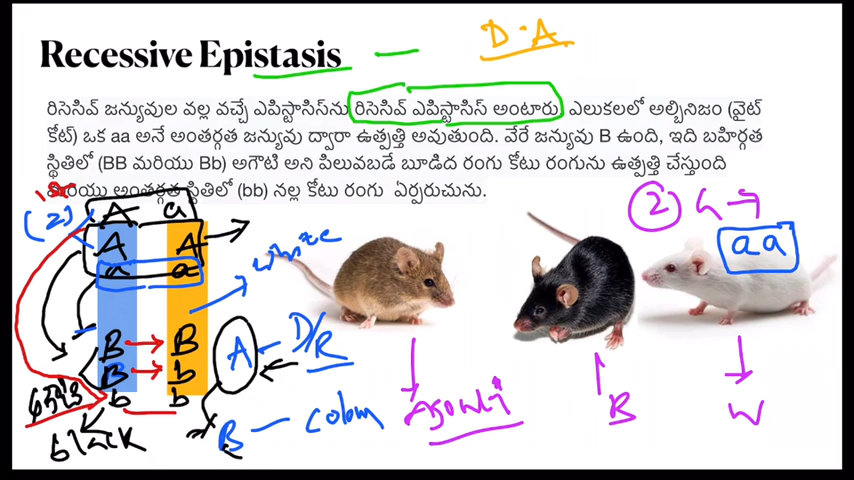 Recessive Epistasis
D.A
రిసెసివ్ జన్యువుల వల్ల వచ్చే ఎపిస్టాసిస్‌ను రిసెసివ్ ఎపిస్టాసిస్ అంటారు ఎలుకలలో అల్బినిజం (వైట్
కోట్) ఒక aa అనే అంతర్గత జన్యువు ద్వారా ఉత్పత్తి అవుతుంది. వేరే జన్యువు B ఉంది, ఇది బహిర్గత
స్థితిలో (BB మరియు Bb) అగౌటి అని పిలువబడే బూడిద రంగు కోటు రంగును ఉత్పత్తి చేస్తుంది
మరియు అంతర్గత స్థితిలో (bb) నల్ల కోటు రంగు ఏర్పరుచును.
(2)
A a
A A
a a
white
B B
B b
b b
black
A D/R
B colour
Agouti
B
W
2 G
aa